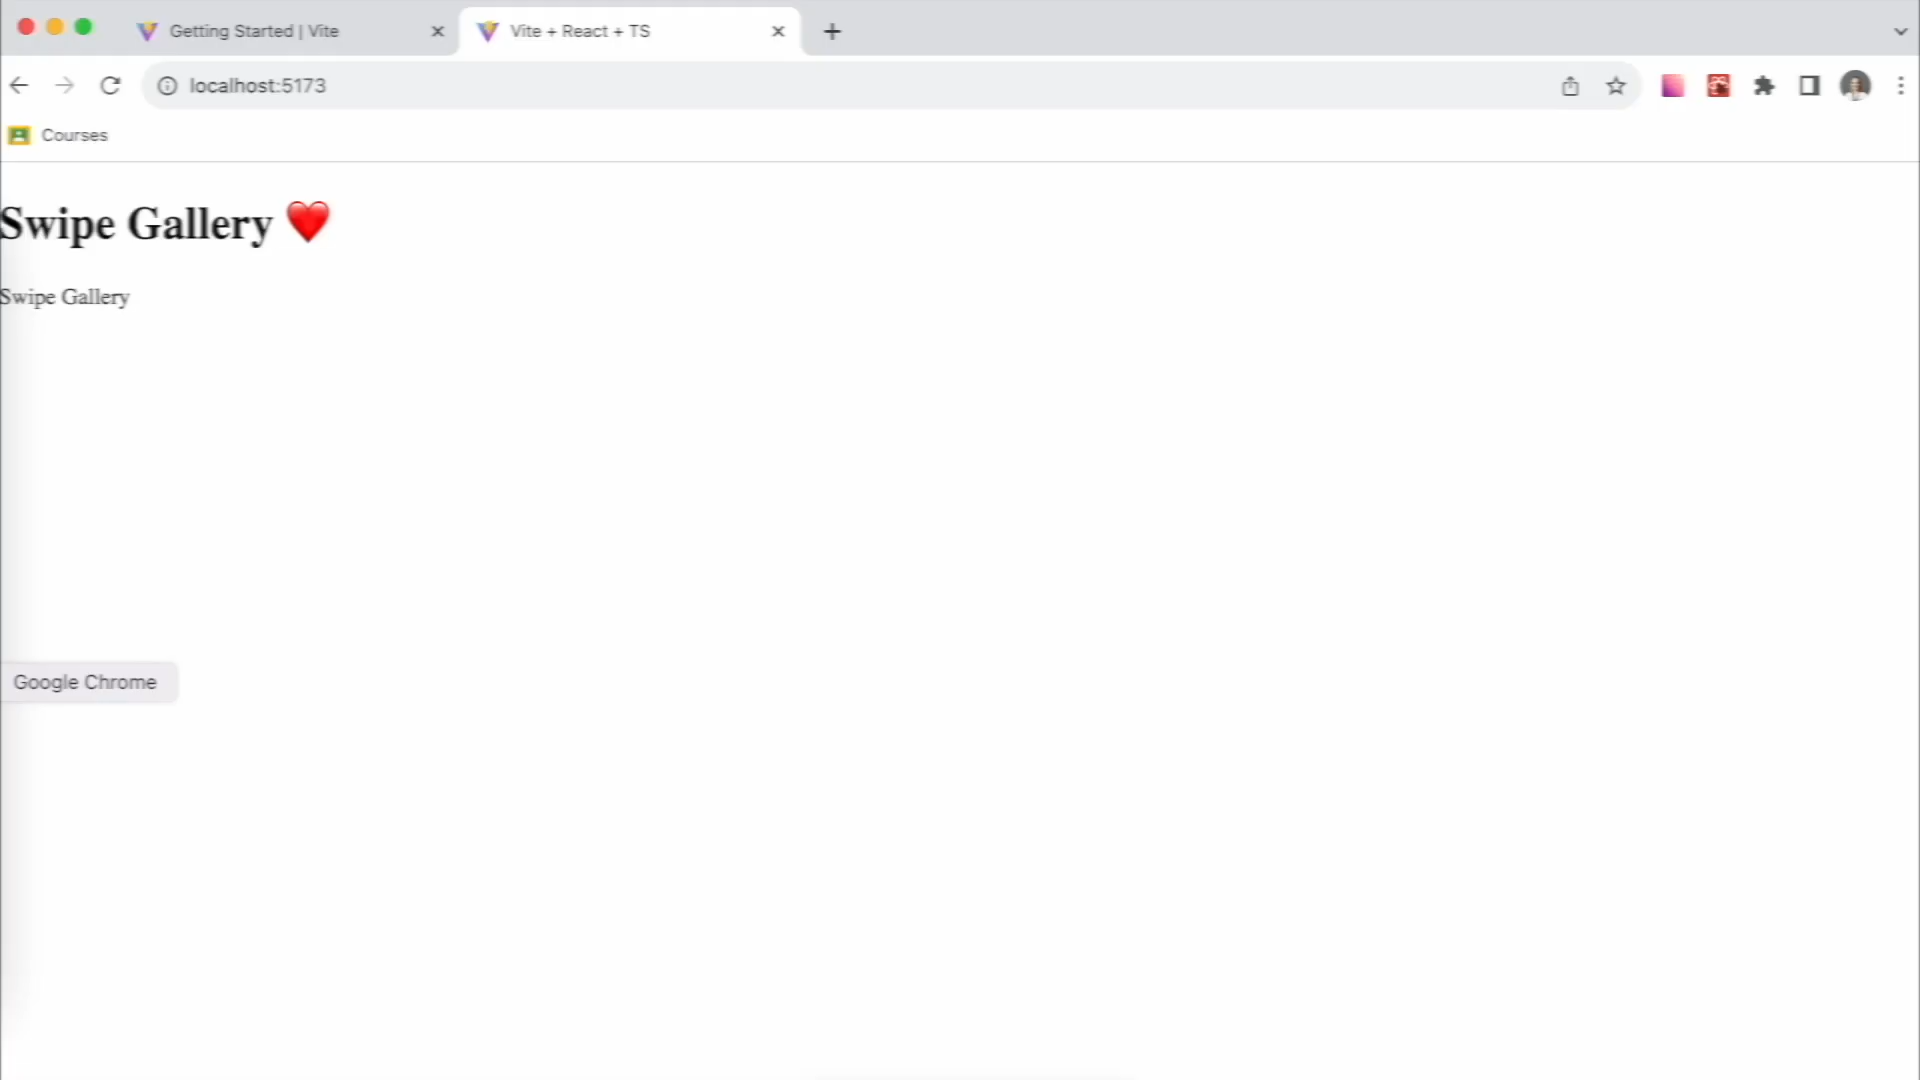 Getting Started | Vite
Vite + React + TS
localhost:5173
Courses
Swipe Gallery ❤️
Swipe Gallery
Google Chrome